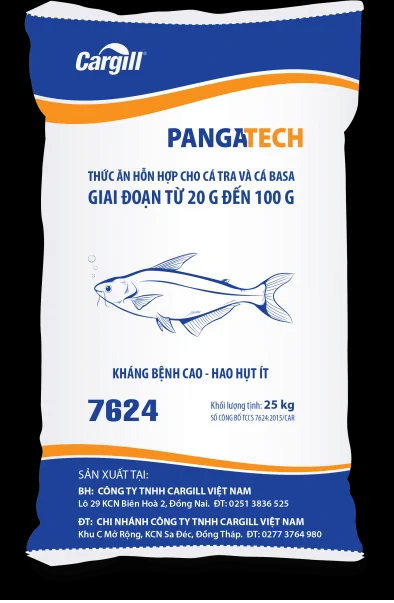 Cargill®
PANGATECH
THỨC ĂN HỖN HỢP CHO CÁ TRA VÀ CÁ BASA
GIAI ĐOẠN TỪ 20 G ĐẾN 100 G
KHÁNG BỆNH CAO - HAO HỤT ÍT
7624
Khối lượng tịnh: 25 kg
SỐ CÔNG BỐ TCCS 7624:2015/CAR
SẢN XUẤT TẠI:
BH: CÔNG TY TNHH CARGILL VIỆT NAM
Lô 29 KCN Biên Hoà 2, Đồng Nai. ĐT: 0251 3836 525
ĐT: CHI NHÁNH CÔNG TY TNHH CARGILL VIỆT NAM
Khu C Mở Rộng, KCN Sa Đéc, Đồng Tháp. ĐT: 0277 3764 980